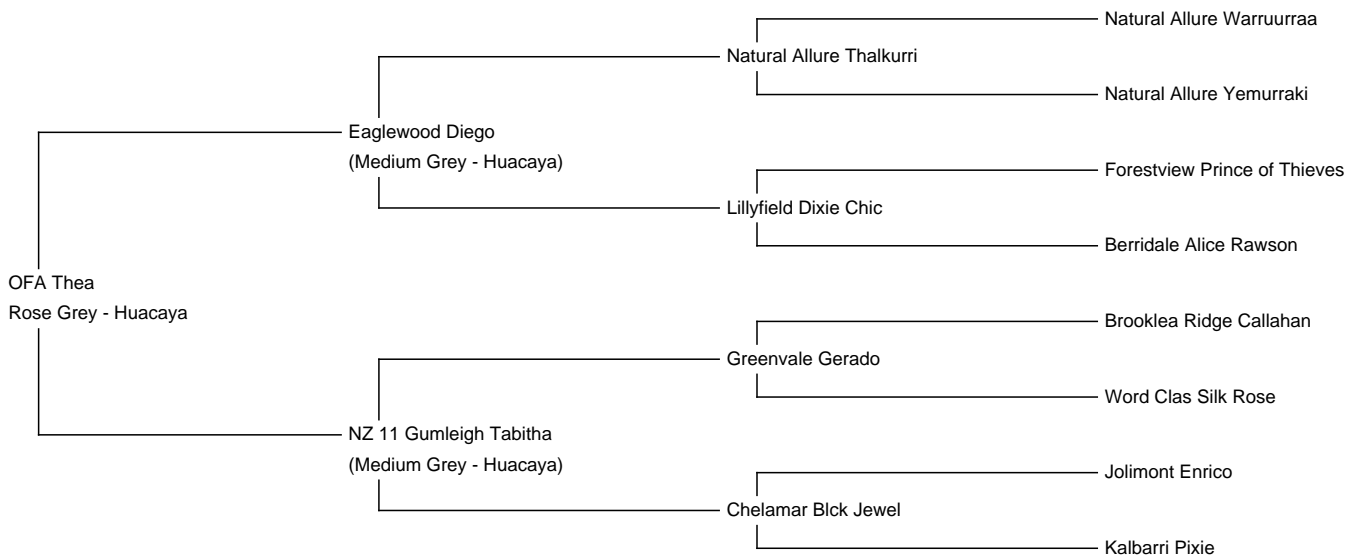 Natural Allure Warruurraa
Natural Allure Thalkurri
Natural Allure Yemurraki
Eaglewood Diego
(Medium Grey - Huacaya)
Forestview Prince of Thieves
Lillyfield Dixie Chic
Berridale Alice Rawson
OFA Thea
Rose Grey - Huacaya
Brooklea Ridge Callahan
Greenvale Gerado
Word Clas Silk Rose
NZ 11 Gumleigh Tabitha
(Medium Grey - Huacaya)
Jolimont Enrico
Chelamar Blck Jewel
Kalbarri Pixie